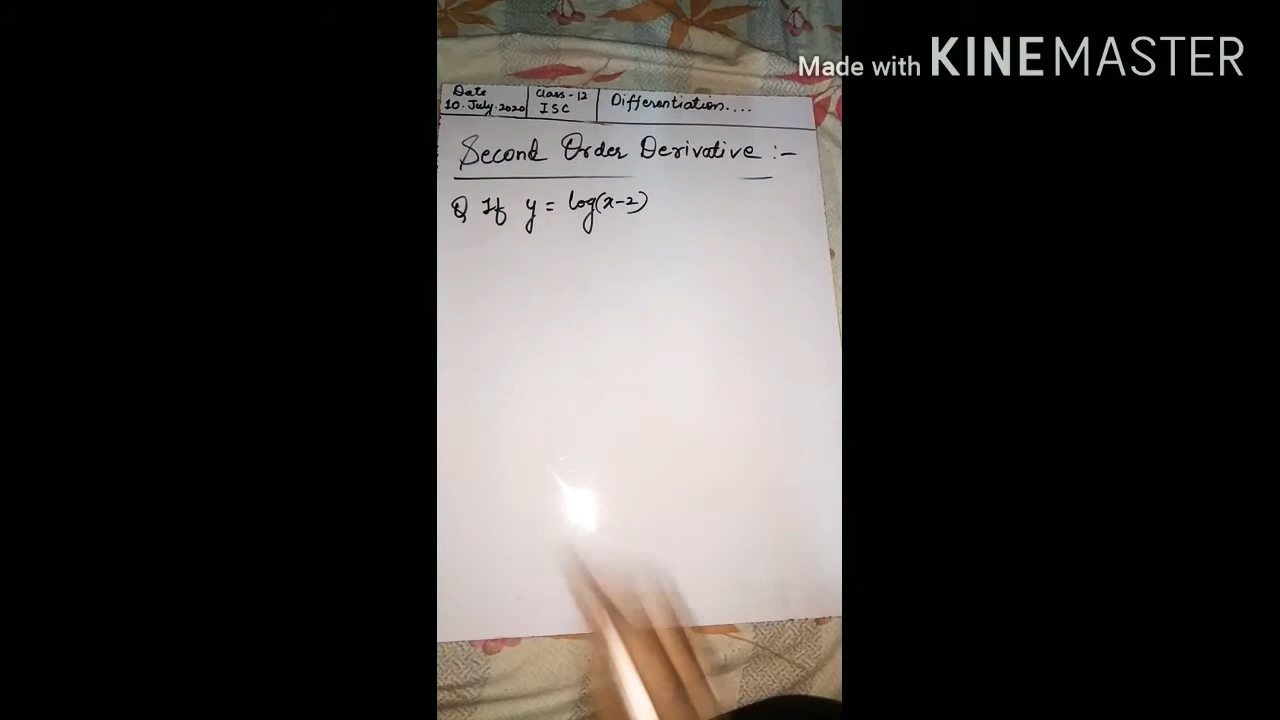 Made with KINEMASTER
Date
10. July. 2020
Class - 12
ISC
Differentiation....
Second Order Derivative :-
Q If y = log(x-2)